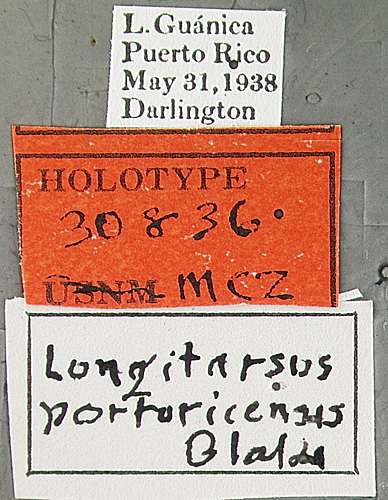 L. Guánica
Puerto Rico
May 31, 1938
Darlington
HOLOTYPE
30836.
USNM MCZ
Longitarsus
portoricensis
Blake